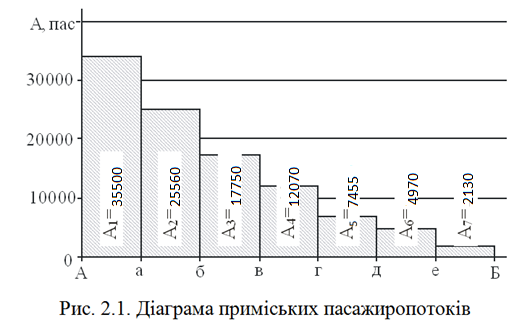 А, пас
30000
20000
10000
0
А₁=35500
А₂=25560
А₃=17750
А₄=12070
А₅=7455
А₆=4970
А₇=2130
А а б в г д е Б
Рис. 2.1. Діаграма приміських пасажиропотоків